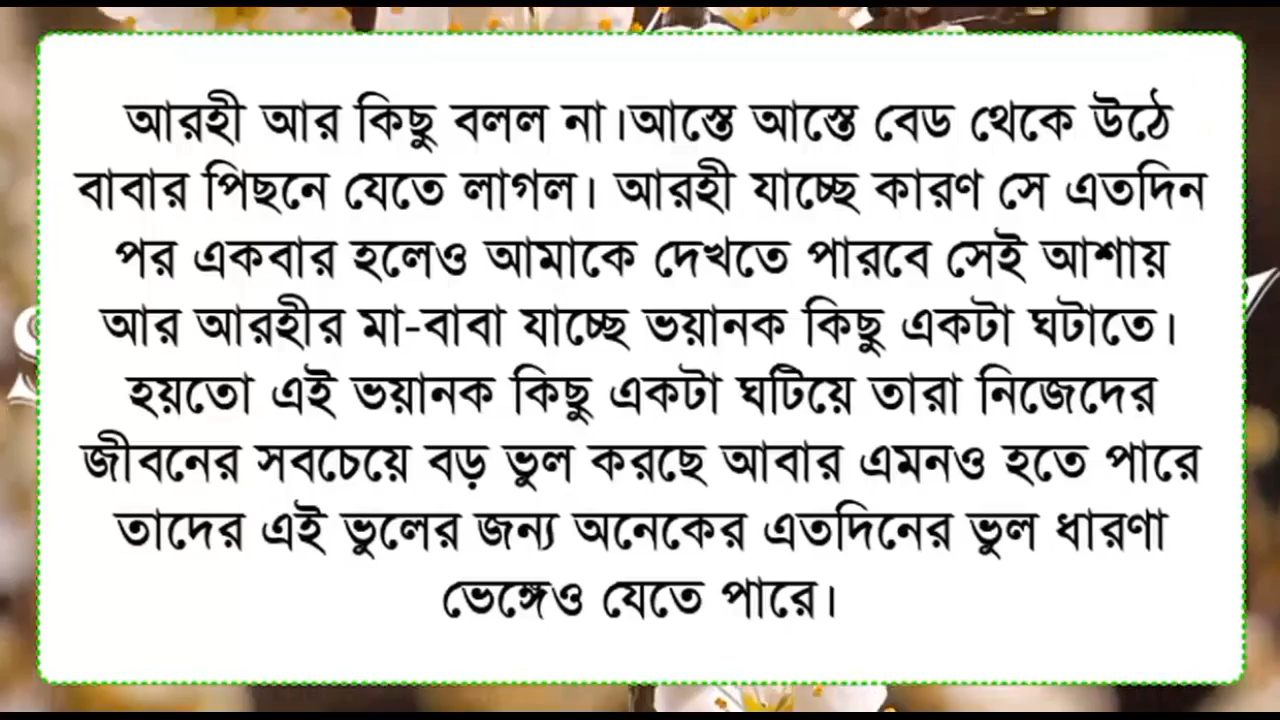 আরহী আর কিছু বলল না।আস্তে আস্তে বেড থেকে উঠে
বাবার পিছনে যেতে লাগল। আরহী যাচ্ছে কারণ সে এতদিন
পর একবার হলেও আমাকে দেখতে পারবে সেই আশায়
আর আরহীর মা-বাবা যাচ্ছে ভয়ানক কিছু একটা ঘটাতে।
হয়তো এই ভয়ানক কিছু একটা ঘটিয়ে তারা নিজেদের
জীবনের সবচেয়ে বড় ভুল করছে আবার এমনও হতে পারে
তাদের এই ভুলের জন্য অনেকের এতদিনের ভুল ধারণা
ভেঙ্গেও যেতে পারে।